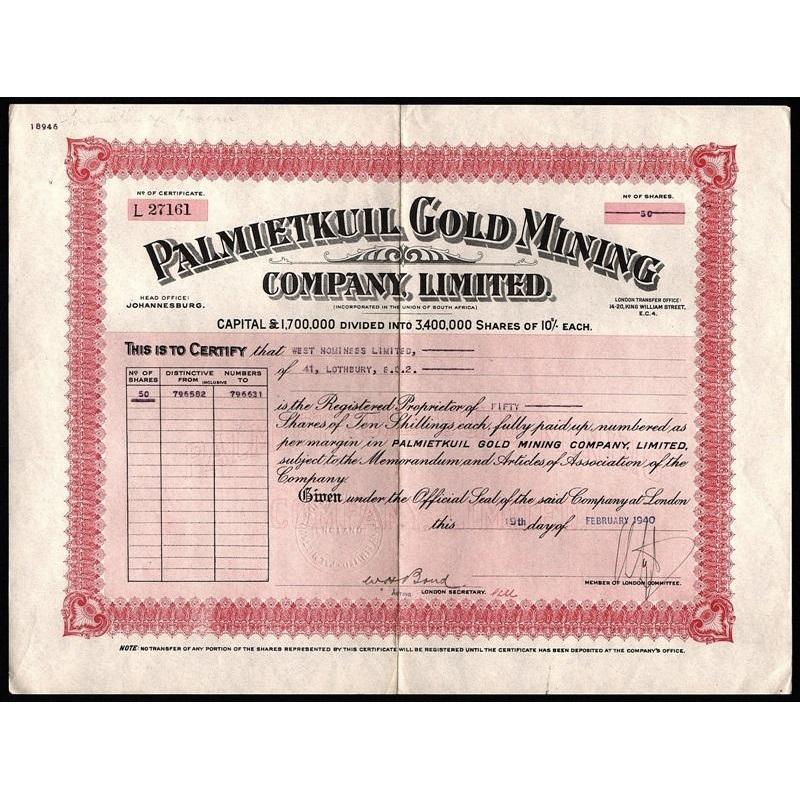 18946
No OF CERTIFICATE.
L 27161
No OF SHARES.
50
PALMIETKUIL GOLD MINING
COMPANY, LIMITED.
(INCORPORATED IN THE UNION OF SOUTH AFRICA)
HEAD OFFICE:
JOHANNESBURG.
LONDON TRANSFER OFFICE:
14-20, KING WILLIAM STREET,
E.C.4.
CAPITAL £1,700,000 DIVIDED INTO 3,400,000 SHARES OF 10/- EACH.
THIS IS TO CERTIFY that WEST NOMINEES LIMITED,
of 41, LOTHBURY, E.C.2.
No OF SHARES DISTINCTIVE NUMBERS
FROM INCLUSIVE TO
50 796582 796631
is the Registered Proprietor of FIFTY
Shares of Ten Shillings each, fully paid up, numbered as
per margin in PALMIETKUIL GOLD MINING COMPANY, LIMITED,
subject to the Memorandum and Articles of Association of the
Company.
Given under the Official Seal of the said Company at London
this 19th day of FEBRUARY 1940
W H Bond
Acting LONDON SECRETARY.
MEMBER OF LONDON COMMITTEE.
NOTE: NO TRANSFER OF ANY PORTION OF THE SHARES REPRESENTED BY THIS CERTIFICATE WILL BE REGISTERED UNTIL THE CERTIFICATE HAS BEEN DEPOSITED AT THE COMPANY'S OFFICE.